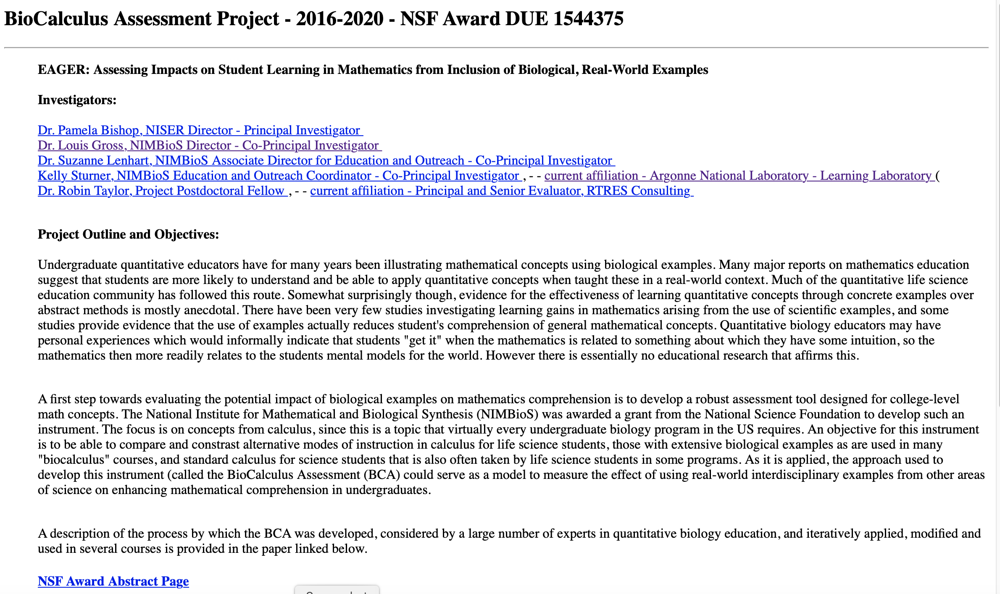 BioCalculus Assessment Project - 2016-2020 - NSF Award DUE 1544375
EAGER: Assessing Impacts on Student Learning in Mathematics from Inclusion of Biological, Real-World Examples
Investigators:
Dr. Pamela Bishop, NISER Director - Principal Investigator
Dr. Louis Gross, NIMBioS Director - Co-Principal Investigator
Dr. Suzanne Lenhart, NIMBioS Associate Director for Education and Outreach - Co-Principal Investigator
Kelly Sturner, NIMBioS Education and Outreach Coordinator - Co-Principal Investigator , - - current affiliation - Argonne National Laboratory - Learning Laboratory (
Dr. Robin Taylor, Project Postdoctoral Fellow , - - current affiliation - Principal and Senior Evaluator, RTRES Consulting
Project Outline and Objectives:
Undergraduate quantitative educators have for many years been illustrating mathematical concepts using biological examples. Many major reports on mathematics education
suggest that students are more likely to understand and be able to apply quantitative concepts when taught these in a real-world context. Much of the quantitative life science
education community has followed this route. Somewhat surprisingly though, evidence for the effectiveness of learning quantitative concepts through concrete examples over
abstract methods is mostly anecdotal. There have been very few studies investigating learning gains in mathematics arising from the use of scientific examples, and some
studies provide evidence that the use of examples actually reduces student's comprehension of general mathematical concepts. Quantitative biology educators may have
personal experiences which would informally indicate that students "get it" when the mathematics is related to something about which they have some intuition, so the
mathematics then more readily relates to the students mental models for the world. However there is essentially no educational research that affirms this.
A first step towards evaluating the potential impact of biological examples on mathematics comprehension is to develop a robust assessment tool designed for college-level
math concepts. The National Institute for Mathematical and Biological Synthesis (NIMBioS) was awarded a grant from the National Science Foundation to develop such an
instrument. The focus is on concepts from calculus, since this is a topic that virtually every undergraduate biology program in the US requires. An objective for this instrument
is to be able to compare and constrast alternative modes of instruction in calculus for life science students, those with extensive biological examples as are used in many
"biocalculus" courses, and standard calculus for science students that is also often taken by life science students in some programs. As it is applied, the approach used to
develop this instrument (called the BioCalculus Assessment (BCA) could serve as a model to measure the effect of using real-world interdisciplinary examples from other areas
of science on enhancing mathematical comprehension in undergraduates.
A description of the process by which the BCA was developed, considered by a large number of experts in quantitative biology education, and iteratively applied, modified and
used in several courses is provided in the paper linked below.
NSF Award Abstract Page